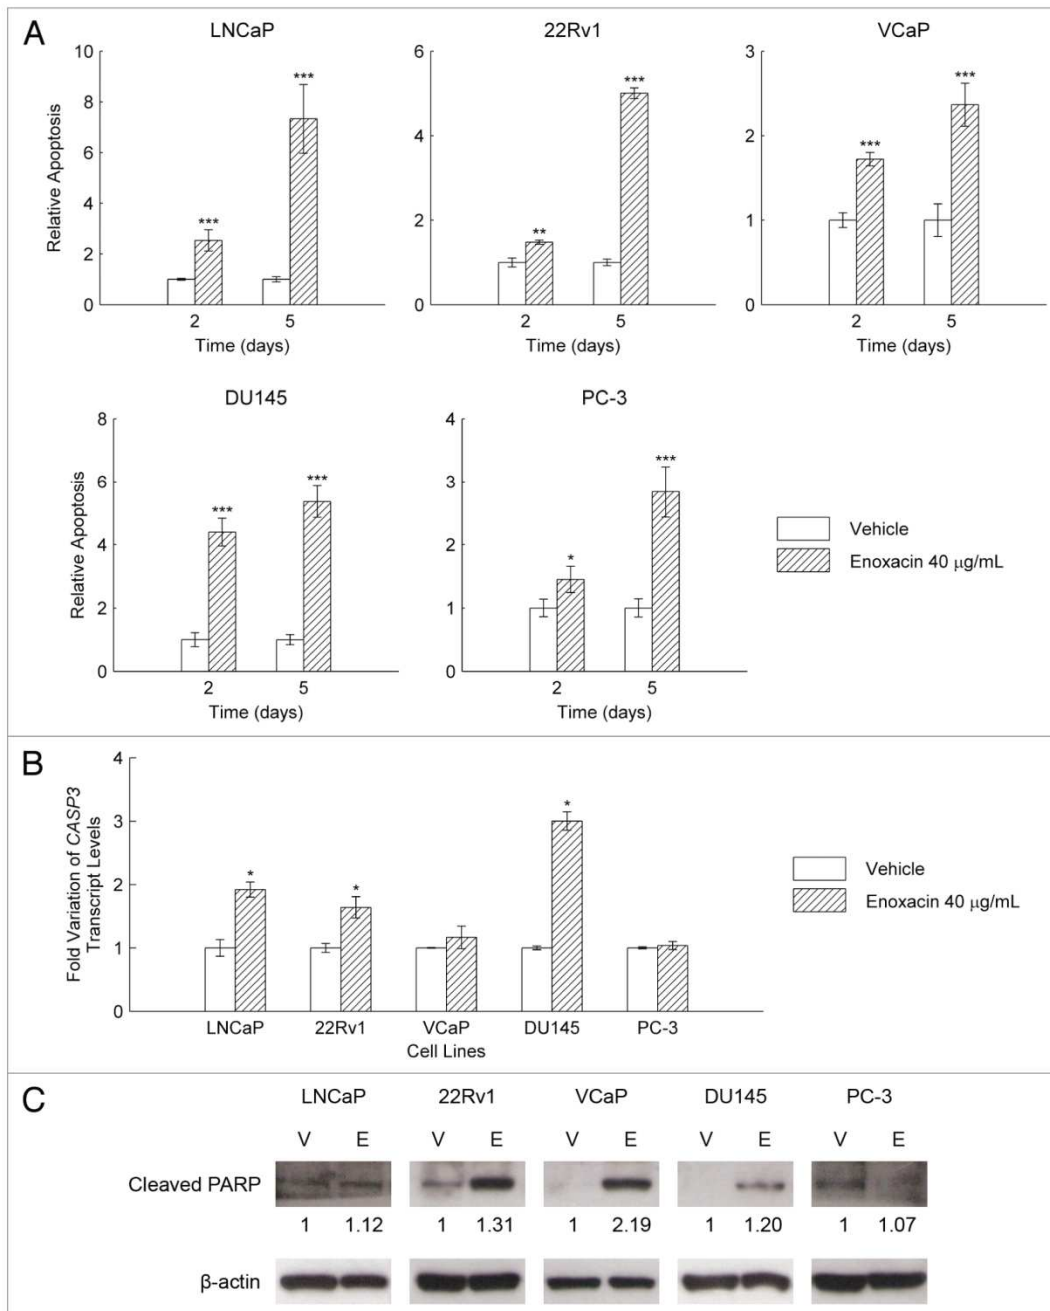 A
LNCaP
22Rv1
VCaP
Relative Apoptosis
10
8
6
4
2
0
***
***
2 5
Time (days)
6
4
2
0
**
***
2 5
Time (days)
3
2
1
0
***
***
2 5
Time (days)
DU145
PC-3
Relative Apoptosis
8
6
4
2
0
***
***
2 5
Time (days)
4
3
2
1
0
*
***
2 5
Time (days)
Vehicle
Enoxacin 40 μg/mL
B
Fold Variation of CASP3
Transcript Levels
4
3
2
1
0
*
*
*
LNCaP 22Rv1 VCaP DU145 PC-3
Cell Lines
Vehicle
Enoxacin 40 μg/mL
C
LNCaP 22Rv1 VCaP DU145 PC-3
V E V E V E V E V E
Cleaved PARP
1 1.12 1 1.31 1 2.19 1 1.20 1 1.07
β-actin